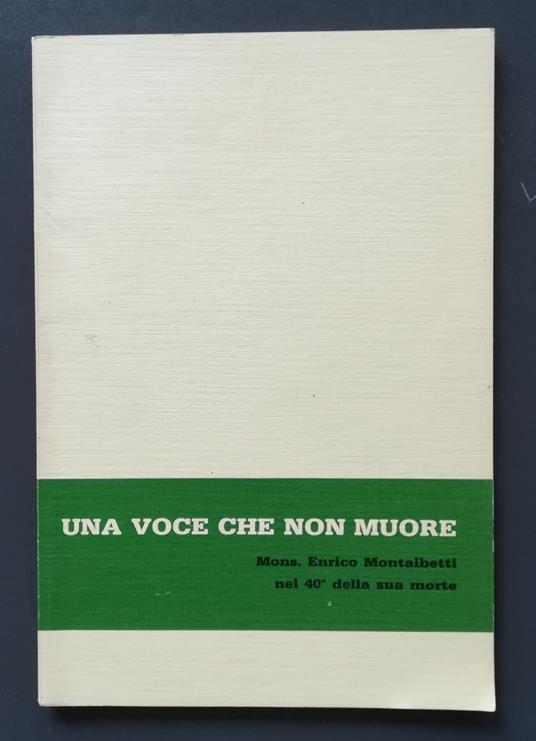 UNA VOCE CHE NON MUORE
Mons. Enrico Montalbetti
nel 40° della sua morte